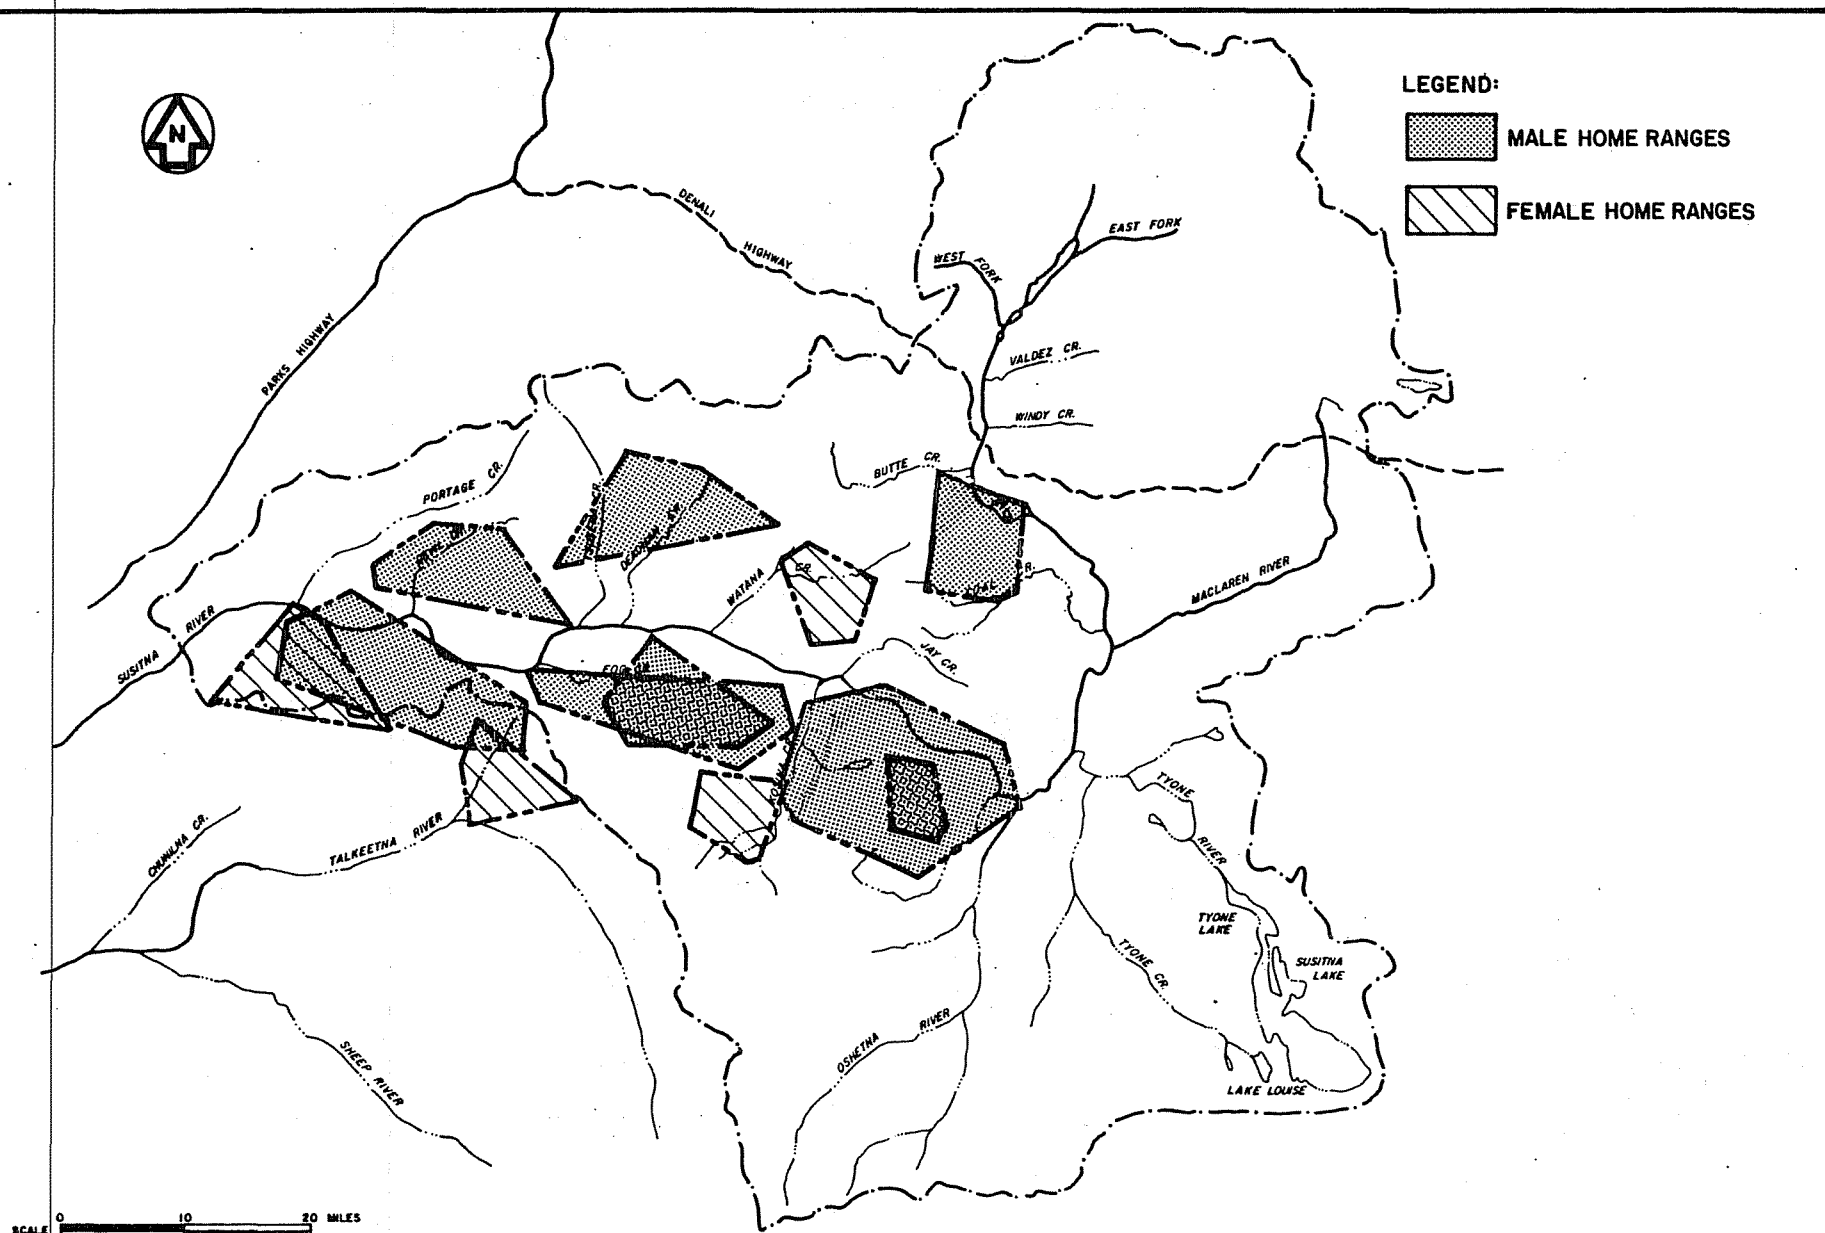 LEGEND:
N
MALE HOME RANGES
DENALI
FEMALE HOME RANGES
EAST FORK
HIGHWAY
WEST FORK
PARKS HIGHWAY
VALDEZ CR.
WINDY CR.
BUTTE CR.
PORTAGE CR.
WATANA
CR.
COAL
R.
MACLAREN RIVER
SUSITNA
RIVER
JAY CR.
TYONE
RIVER
TALKEETNA RIVER
TYONE
LAKE
TYONE CR.
SUSITNA
LAKE
OSHETNA
RIVER
SHEEP RIVER
LAKE LOUISE
SCALE
0
10
20 MILES